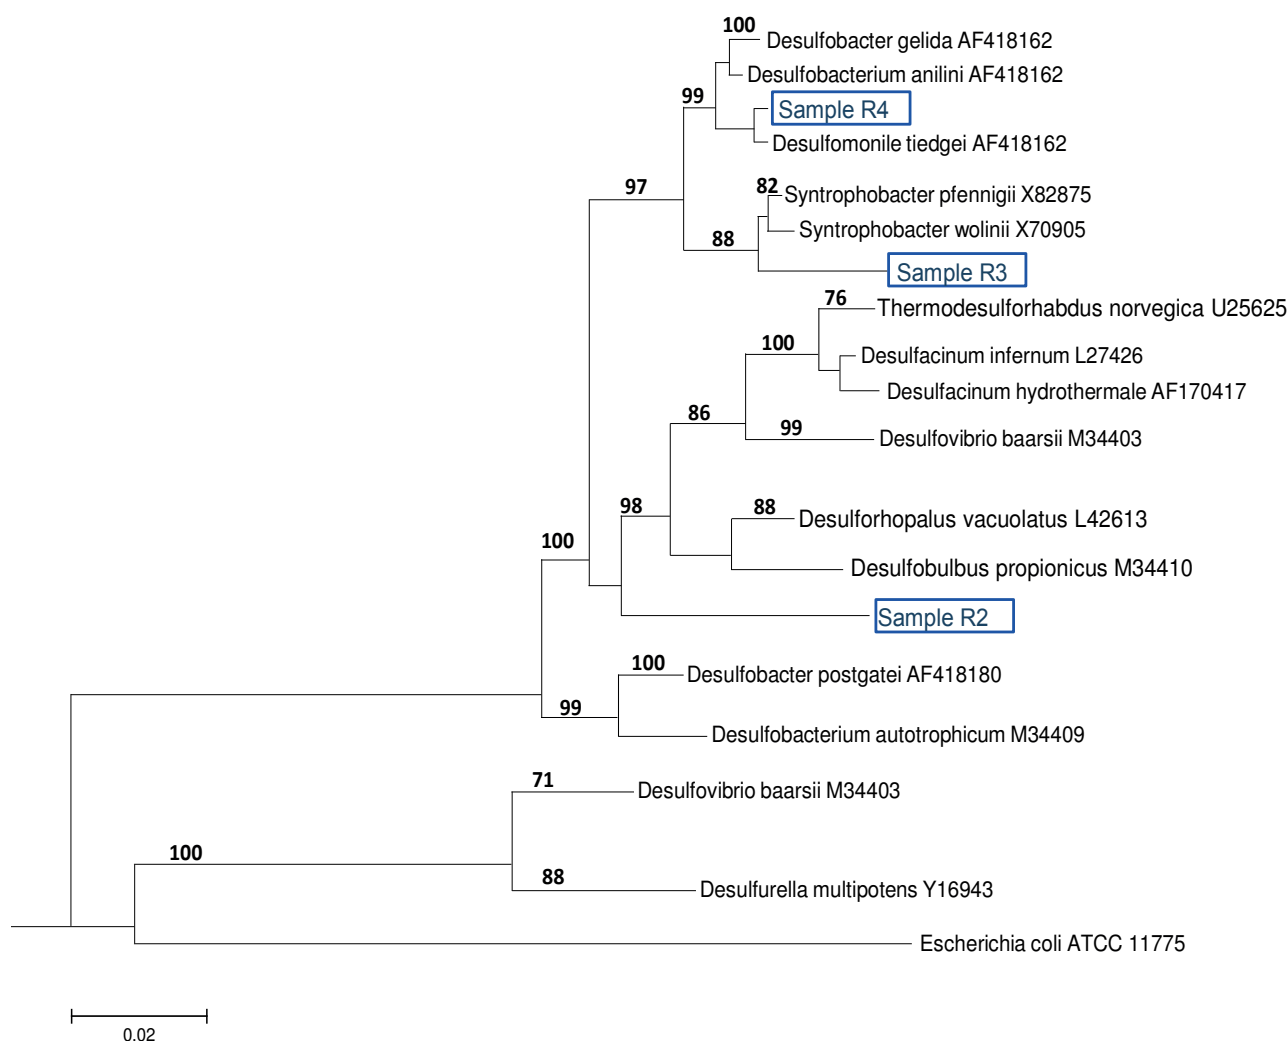 100
Desulfobacter gelida AF418162
Desulfobacterium anilini AF418162
99
Sample R4
Desulfomonile tiedgei AF418162
97
82
Syntrophobacter pfennigii X82875
88
Syntrophobacter wolinii X70905
Sample R3
76
Thermodesulforhabdus norvegica U25625
100
Desulfacinum infernum L27426
Desulfacinum hydrothermale AF170417
86
99
Desulfovibrio baarsii M34403
98
88
Desulforhopalus vacuolatus L42613
100
Desulfobulbus propionicus M34410
Sample R2
100
Desulfobacter postgatei AF418180
99
Desulfobacterium autotrophicum M34409
71
Desulfovibrio baarsii M34403
100
88
Desulfurella multipotens Y16943
Escherichia coli ATCC 11775
0.02